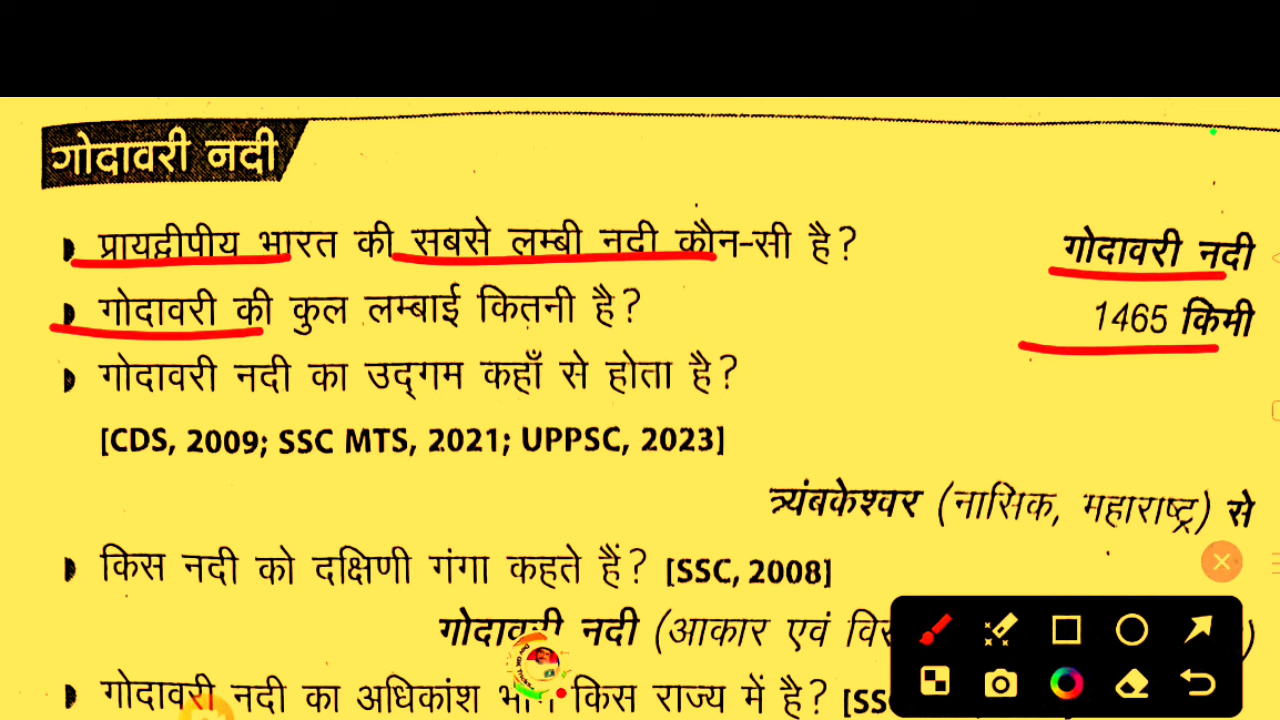 गोदावरी नदी
प्रायद्वीपीय भारत की सबसे लम्बी नदी कौन-सी है? गोदावरी नदी
गोदावरी की कुल लम्बाई कितनी है? 1465 किमी
गोदावरी नदी का उद्गम कहाँ से होता है?
[CDS, 2009; SSC MTS, 2021; UPPSC, 2023]
त्र्यंबकेश्वर (नासिक, महाराष्ट्र) से
किस नदी को दक्षिणी गंगा कहते हैं? [SSC, 2008]
गोदावरी नदी (आकार एवं
गोदावरी नदी का अधिकांश किस राज्य में है?